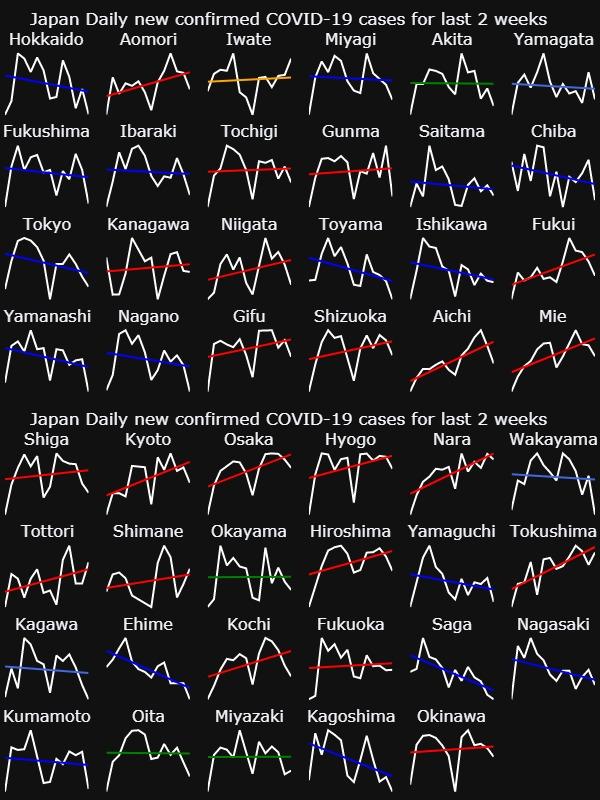 Japan Daily new confirmed COVID-19 cases for last 2 weeks
Hokkaido Aomori Iwate Miyagi Akita Yamagata
Fukushima Ibaraki Tochigi Gunma Saitama Chiba
Tokyo Kanagawa Niigata Toyama Ishikawa Fukui
Yamanashi Nagano Gifu Shizuoka Aichi Mie
Japan Daily new confirmed COVID-19 cases for last 2 weeks
Shiga Kyoto Osaka Hyogo Nara Wakayama
Tottori Shimane Okayama Hiroshima Yamaguchi Tokushima
Kagawa Ehime Kochi Fukuoka Saga Nagasaki
Kumamoto Oita Miyazaki Kagoshima Okinawa